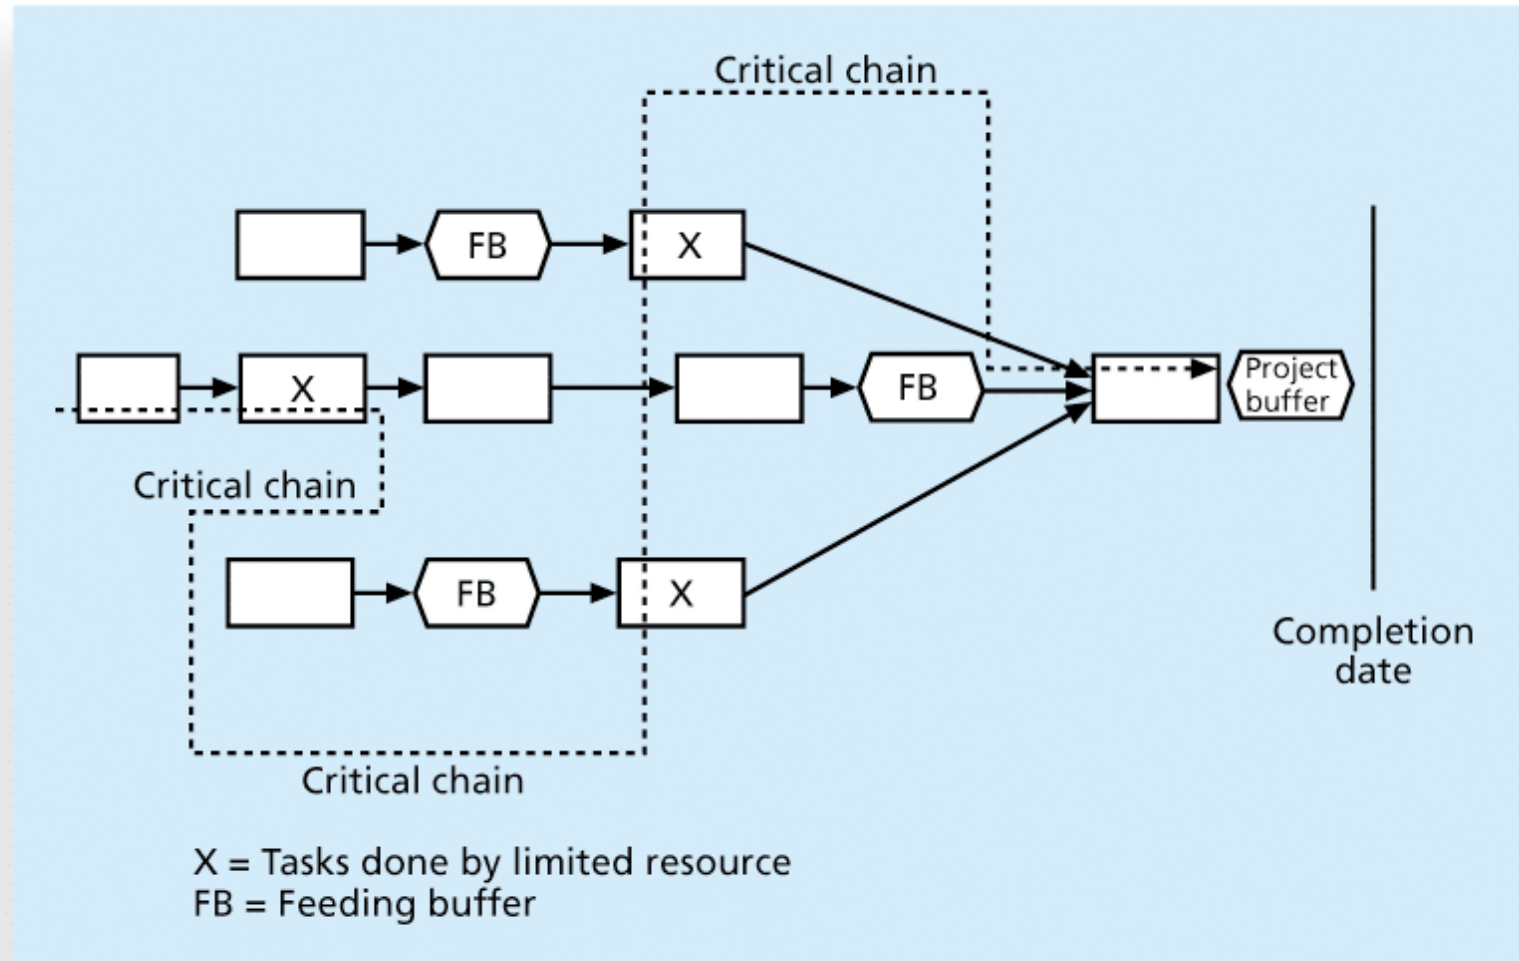 Critical chain
FB
X
X
FB
Project
buffer
Critical chain
FB
X
Completion
date
Critical chain
X = Tasks done by limited resource
FB = Feeding buffer